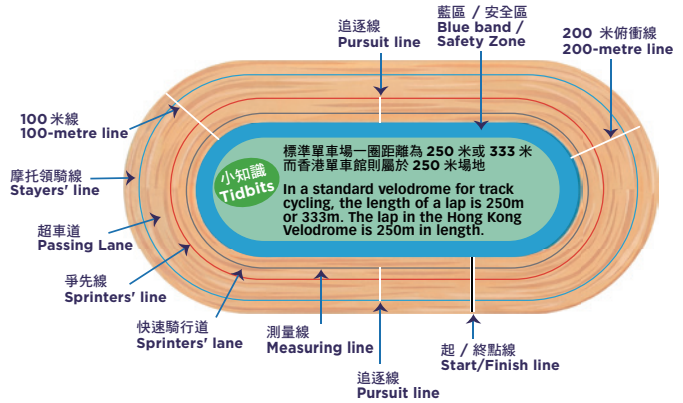 追逐線
Pursuit line
藍區 / 安全區
Blue band /
Safety Zone
200 米俯衝線
200-metre line
100 米線
100-metre line
摩托領騎線
Stayers' line
超車道
Passing Lane
爭先線
Sprinters' line
快速騎行道
Sprinters' lane
測量線
Measuring line
追逐線
Pursuit line
起 / 終點線
Start/Finish line
小知識
Tidbits
標準單車場一圈距離為 250 米或 333 米
而香港單車館則屬於 250 米場地
In a standard velodrome for track
cycling, the length of a lap is 250m
or 333m. The lap in the Hong Kong
Velodrome is 250m in length.